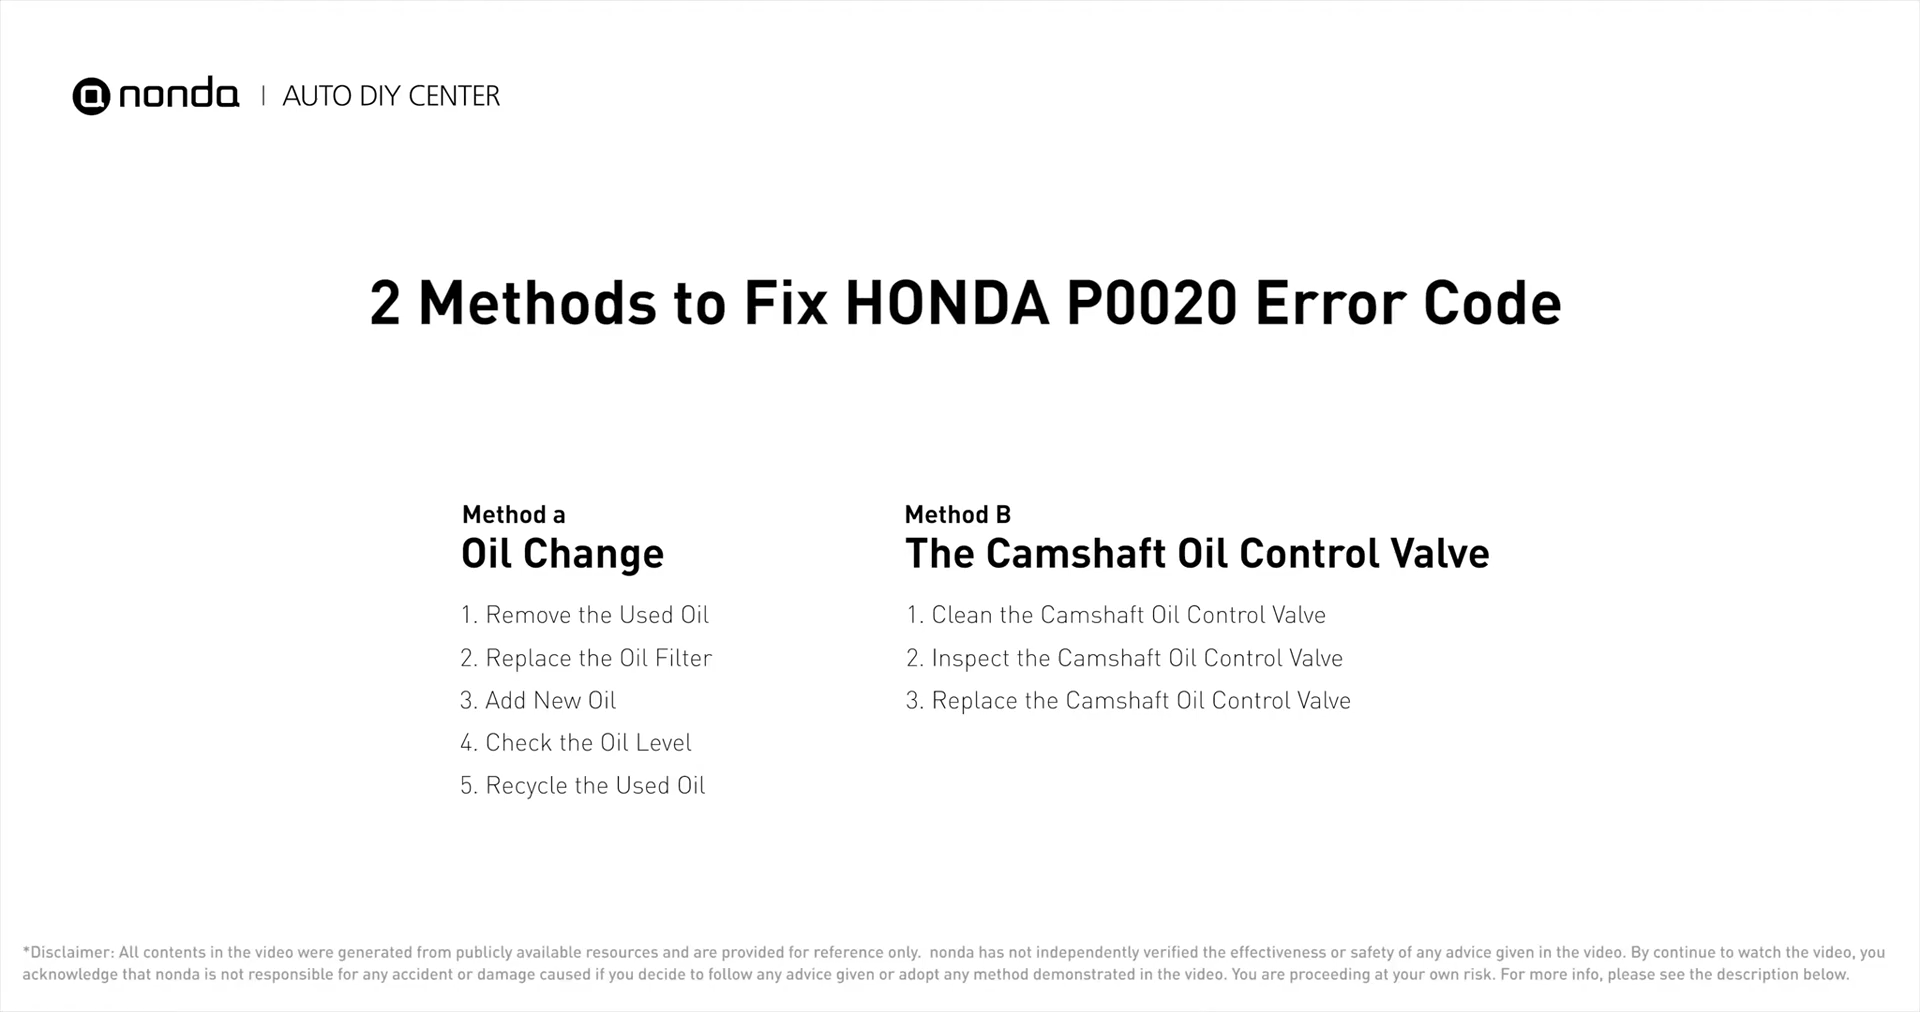 nonda | AUTO DIY CENTER
2 Methods to Fix HONDA P0020 Error Code
Method a
Oil Change
1. Remove the Used Oil
2. Replace the Oil Filter
3. Add New Oil
4. Check the Oil Level
5. Recycle the Used Oil
Method B
The Camshaft Oil Control Valve
1. Clean the Camshaft Oil Control Valve
2. Inspect the Camshaft Oil Control Valve
3. Replace the Camshaft Oil Control Valve
*Disclaimer: All contents in the video were generated from publicly available resources and are provided for reference only. nonda has not independently verified the effectiveness or safety of any advice given in the video. By continue to watch the video, you
acknowledge that nonda is not responsible for any accident or damage caused if you decide to follow any advice given or adopt any method demonstrated in the video. You are proceeding at your own risk. For more info, please see the description below.